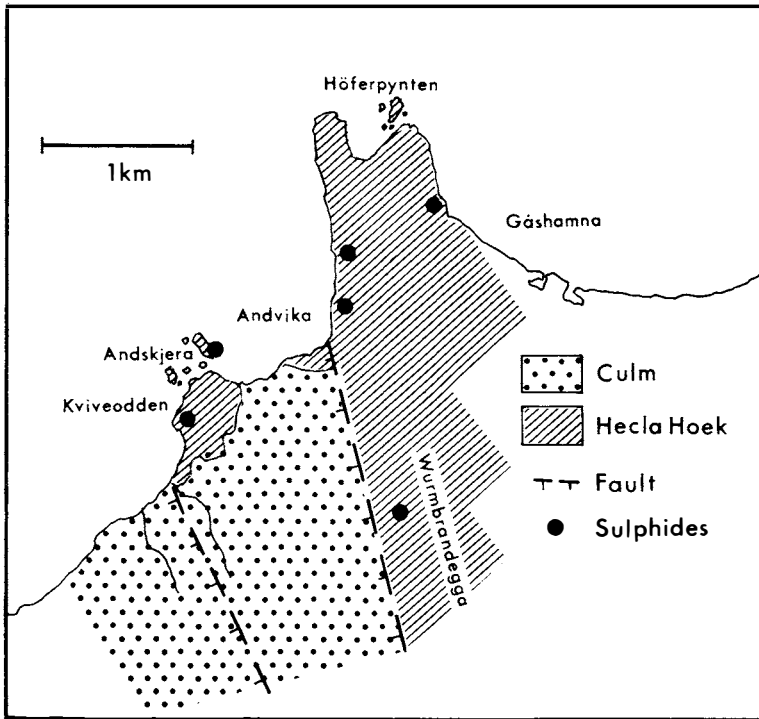 Höferpynten
1km
Gåshamna
Andvika
Andskjera
Kviveodden
Culm
Hecla Hoek
Fault
Sulphides
Wurmbrandegga